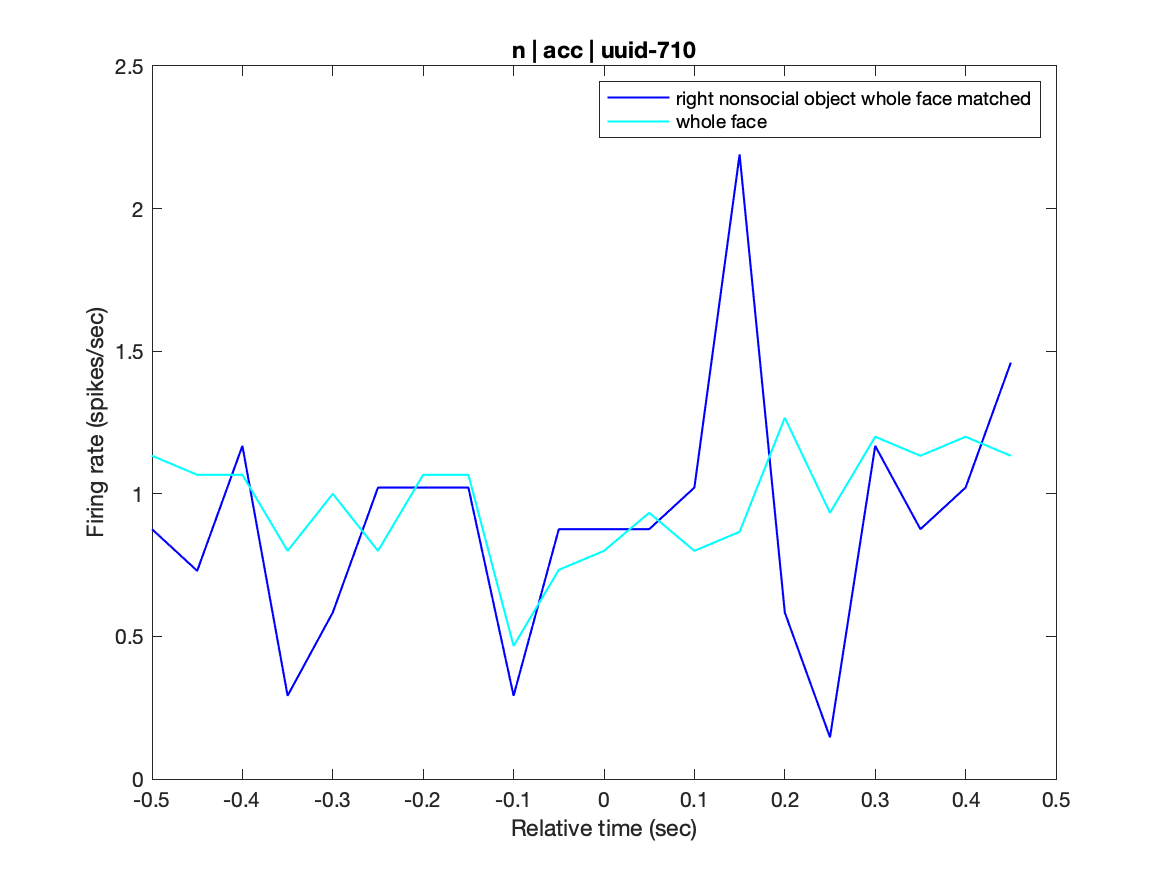 n | acc | uuid-710
right nonsocial object whole face matched
whole face
Firing rate (spikes/sec)
2.5
2
1.5
1
0.5
0
-0.5 -0.4 -0.3 -0.2 -0.1 0 0.1 0.2 0.3 0.4 0.5
Relative time (sec)